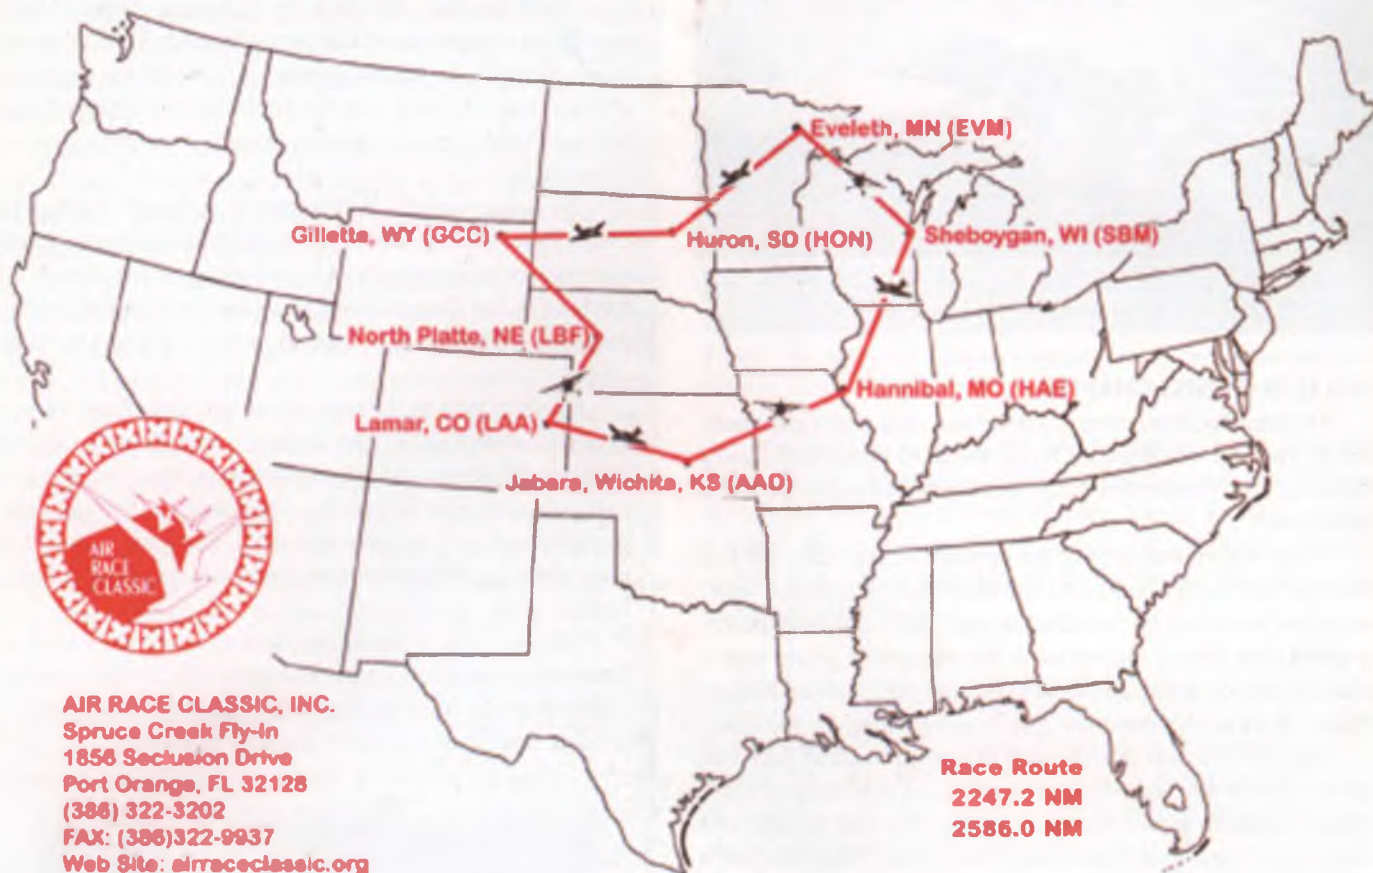 Eveleth, MN (EVM)
Gillette, WY (GCC)
Huron, SD (HON)
Sheboygan, WI (SBM)
North Platte, NE (LBF)
Hannibal, MO (HAE)
Lamar, CO (LAA)
Jabara, Wichita, KS (AAO)
AIR
RACE
CLASSIC
AIR RACE CLASSIC, INC.
Spruce Creek Fly-in
1856 Seclusion Drive
Port Orange, FL 32128
(386) 322-3202
FAX: (386)322-9937
Web Site: airraceclassic.org
Race Route
2247.2 NM
2586.0 NM